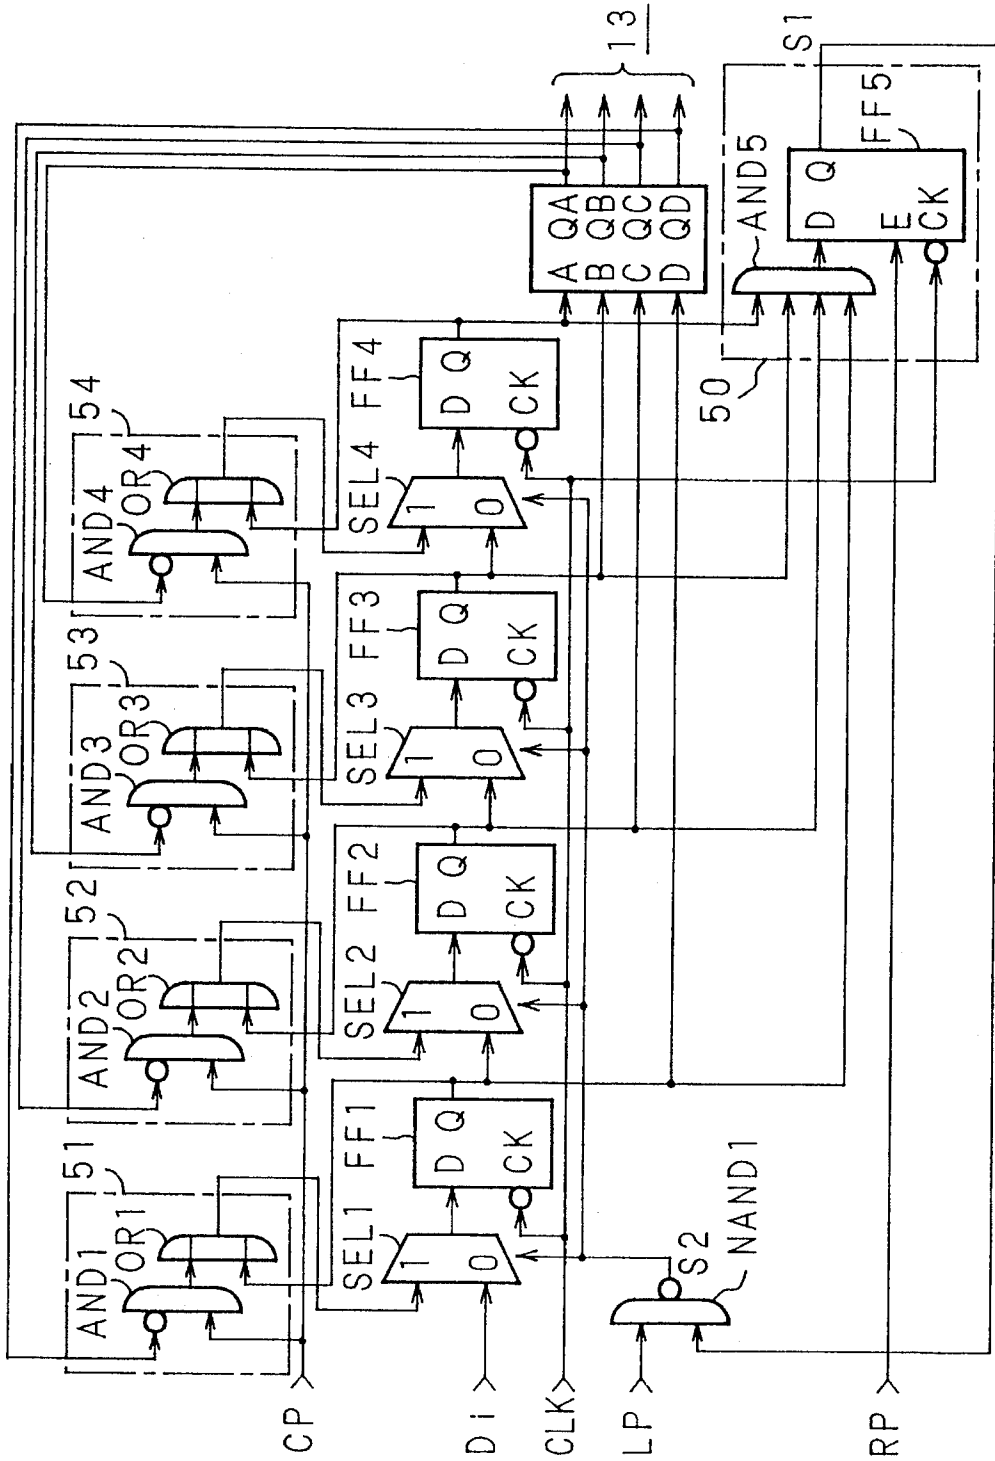 51
AND1
OR1
52
AND2
OR2
53
AND3
OR3
54
AND4
OR4
CP
SEL1
1
0
FF1
D Q
CK
SEL2
1
0
FF2
D Q
CK
SEL3
1
0
FF3
D Q
CK
SEL4
1
0
FF4
D Q
CK
Di
CLK
A QA
B QB
C QC
D QD
13
LP
S2
NAND1
50
AND5
D Q
E
CK
FF5
S1
RP